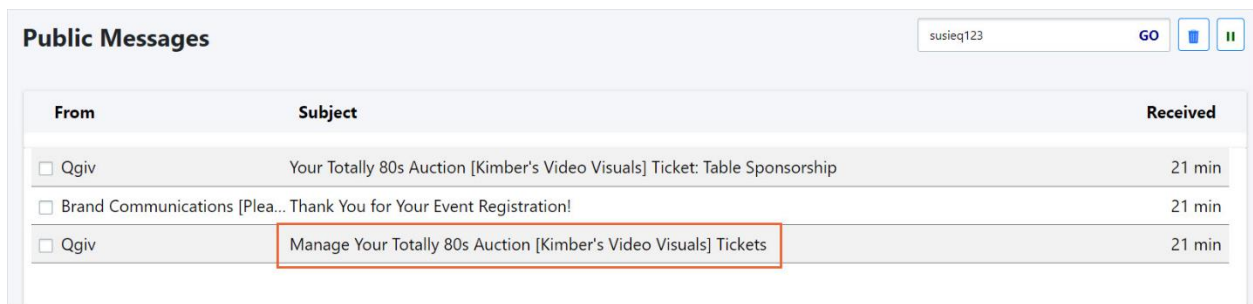 Public Messages
susieq123 GO
From Subject Received
Qgiv Your Totally 80s Auction [Kimber's Video Visuals] Ticket: Table Sponsorship 21 min
Brand Communications [Plea... Thank You for Your Event Registration! 21 min
Qgiv Manage Your Totally 80s Auction [Kimber's Video Visuals] Tickets 21 min